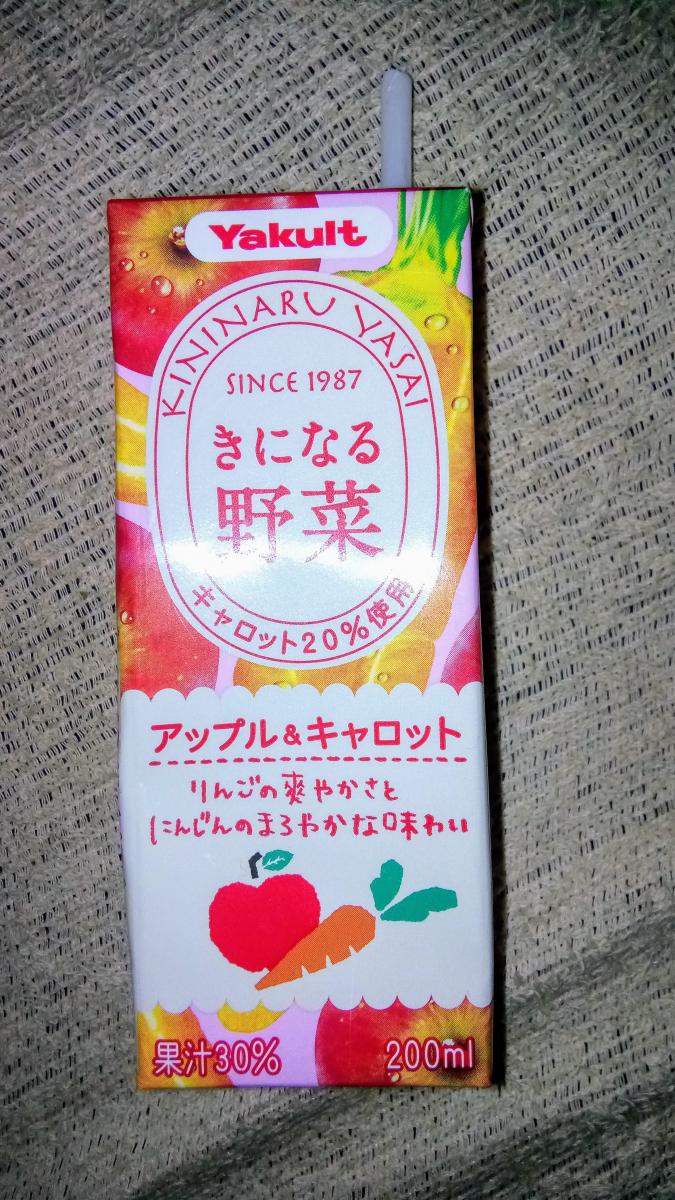 Yakult
KININARU YASAI
SINCE 1987
きになる
野菜
キャロット20%使用
アップル&キャロット
りんごの爽やかさと
にんじんのまろやかな味わい
果汁30%
200ml